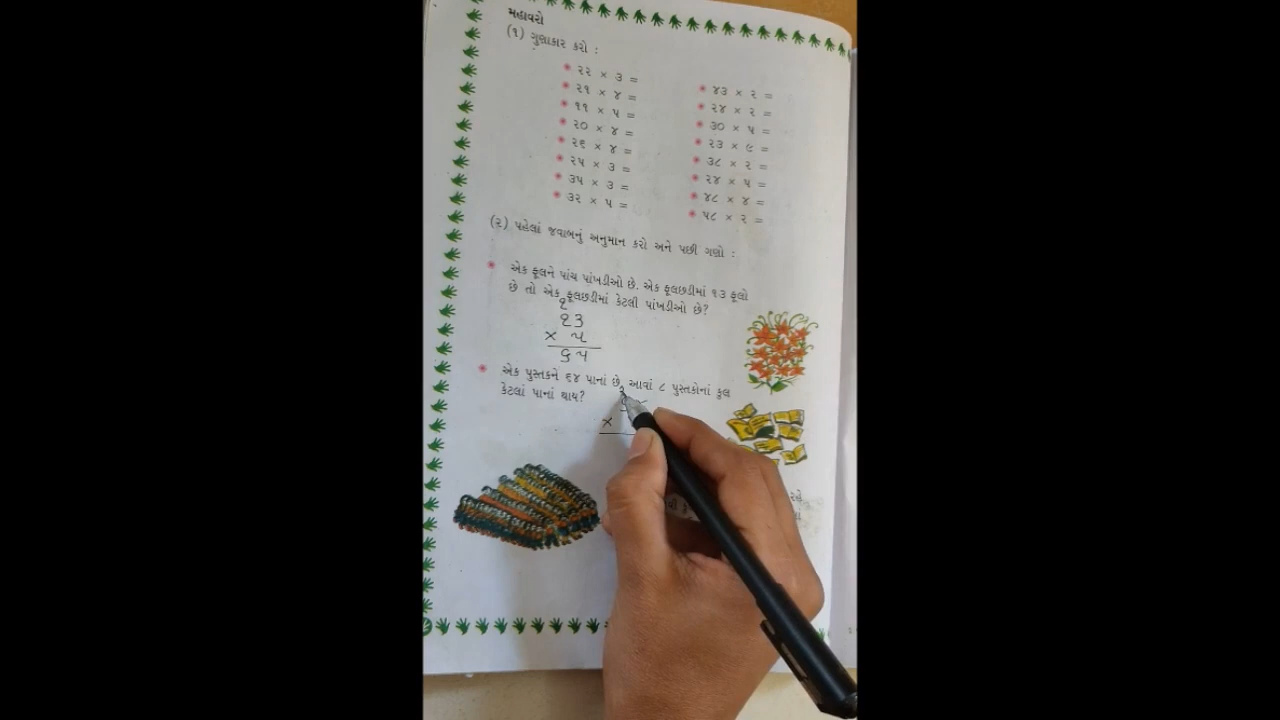 મહાવરો
(૧) ગુણાકાર કરો :
* ૨૨ × ૩ =
* ૨૧ × ૪ =
* ૧૧ × ૫ =
* ૨૦ × ૪ =
* ૨૬ × ૪ =
* ૨૫ × ૩ =
* ૩૫ × ૩ =
* ૩૨ × ૫ =
* ૪૩ × ૨ =
* ૨૪ × ૨ =
* ૩૦ × ૫ =
* ૨૩ × ૯ =
* ૩૮ × ૨ =
* ૨૪ × ૫ =
* ૪૮ × ૪ =
* ૫૮ × ૨ =
(૨) પહેલાં જવાબનું અનુમાન કરો અને પછી ગણો :
* એક ફૂલને પાંચ પાંખડીઓ છે. એક ફૂલછડીમાં ૧૩ ફૂલો
છે તો એક ફૂલછડીમાં કેટલી પાંખડીઓ છે?
૧
૧૩
× ૫
૬૫
* એક પુસ્તકને ૬૪ પાનાં છે. આવાં ૮ પુસ્તકોનાં કુલ
કેટલાં પાનાં થાય?
×